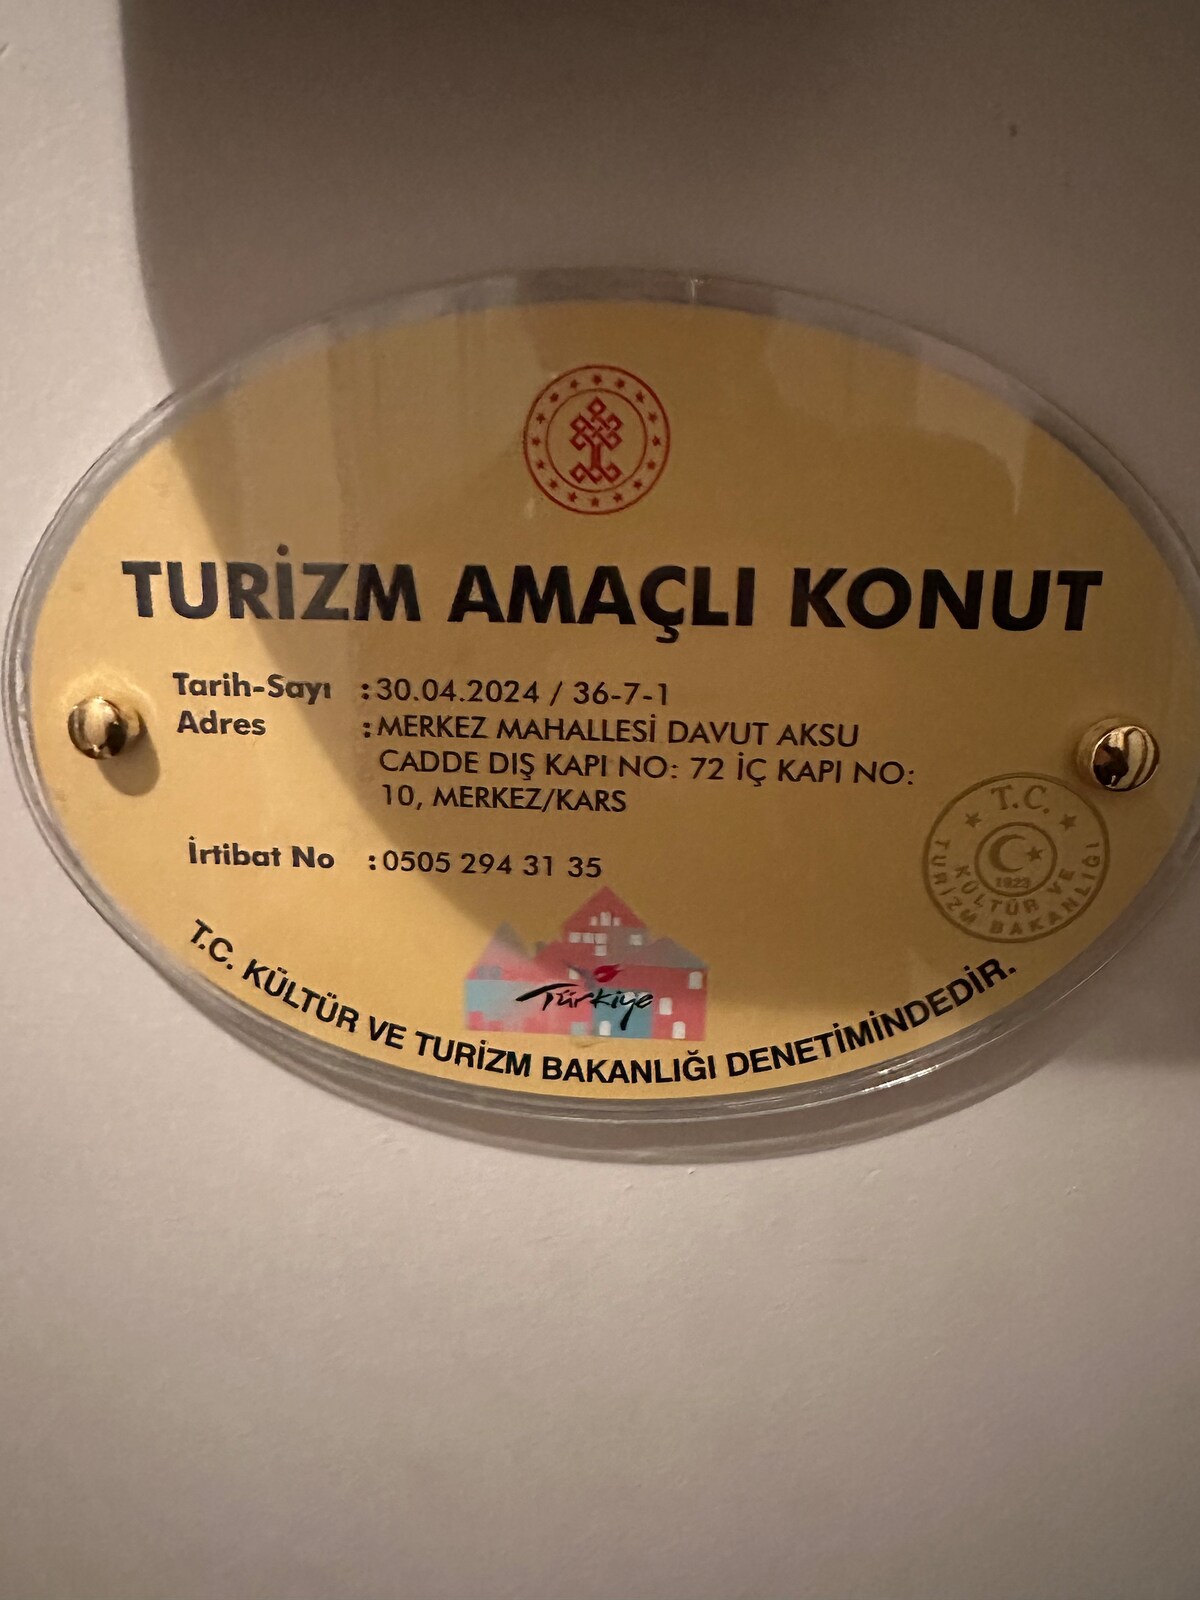 TURİZM AMAÇLI KONUT
Tarih-Sayı : 30.04.2024 / 36-7-1
Adres : MERKEZ MAHALLESİ DAVUT AKSU
CADDE DIŞ KAPI NO: 72 İÇ KAPI NO:
10, MERKEZ/KARS
İrtibat No : 0505 294 31 35
T.C.
1923
KÜLTÜR VE
TURİZM BAKANLIĞI
Türkiye
T.C. KÜLTÜR VE TURİZM BAKANLIĞI DENETİMİNDEDİR.